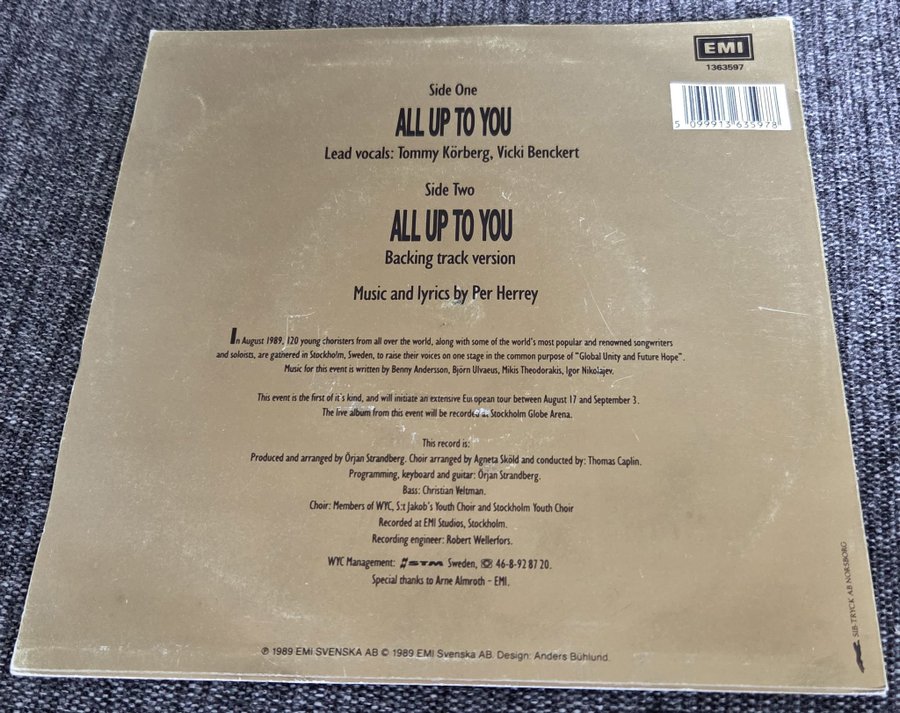 EMI
1363597
5 099913 635978
Side One
ALL UP TO YOU
Lead vocals: Tommy Körberg, Vicki Benckert
Side Two
ALL UP TO YOU
Backing track version
Music and lyrics by Per Herrey
In August 1989, 120 young choristers from all over the world, along with some of the world's most popular and renowned songwriters
and soloists, are gathered in Stockholm, Sweden, to raise their voices on one stage in the common purpose of "Global Unity and Future Hope".
Music for this event is written by Benny Andersson, Björn Ulvaeus, Mikis Theodorakis, Igor Nikolajev.
This event is the first of it's kind, and will initiate an extensive European tour between August 17 and September 3.
The live album from this event will be recorded at Stockholm Globe Arena.
This record is:
Produced and arranged by Örjan Strandberg. Choir arranged by Agneta Sköld and conducted by: Thomas Caplin.
Programming, keyboard and guitar: Örjan Strandberg.
Bass: Christian Veltman.
Choir: Members of WYC, S:t Jakob's Youth Choir and Stockholm Youth Choir
Recorded at EMI Studios, Stockholm.
Recording engineer: Robert Wellerfors.
WYC Management: STM Sweden, ☏ 46-8-92 87 20.
Special thanks to Arne Almroth – EMI.
℗ 1989 EMI SVENSKA AB © 1989 EMI Svenska AB. Design: Anders Bühlund.
SIB-TRYCK AB NORSBORG